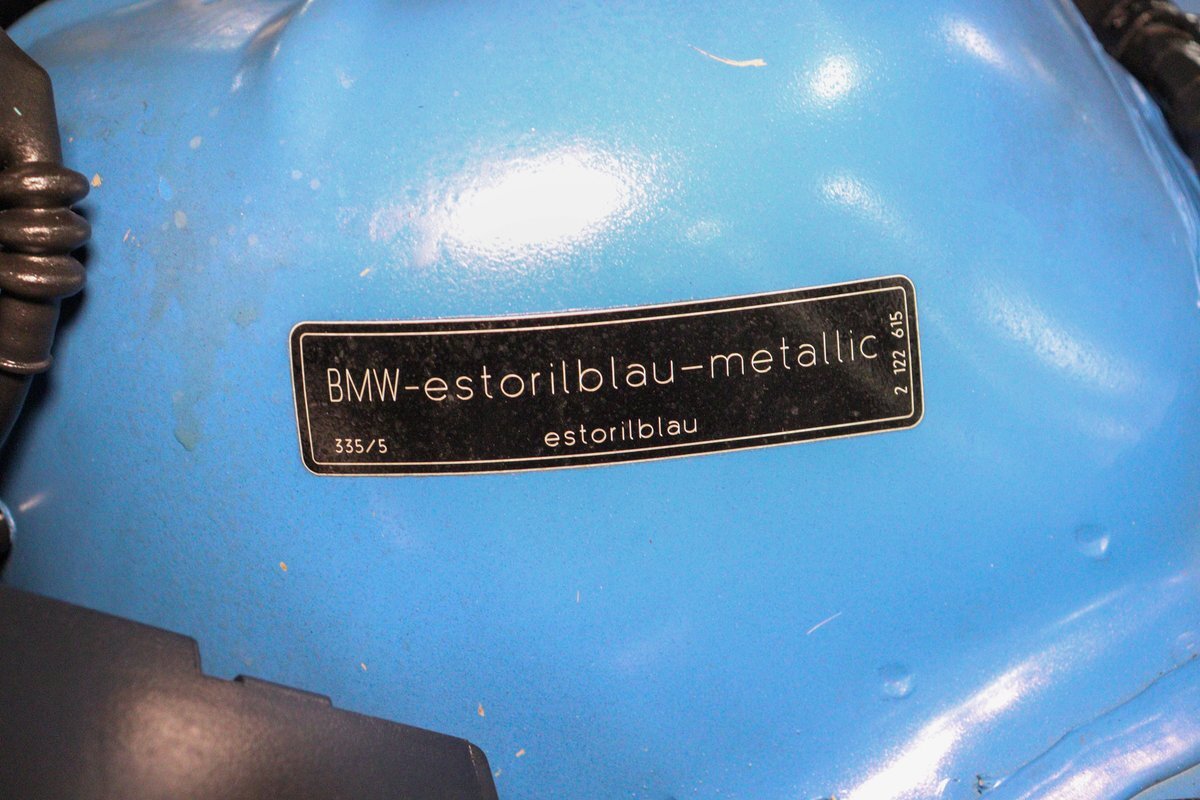 BMW-estorilblau-metallic
335/5
estorilblau
2 122 615